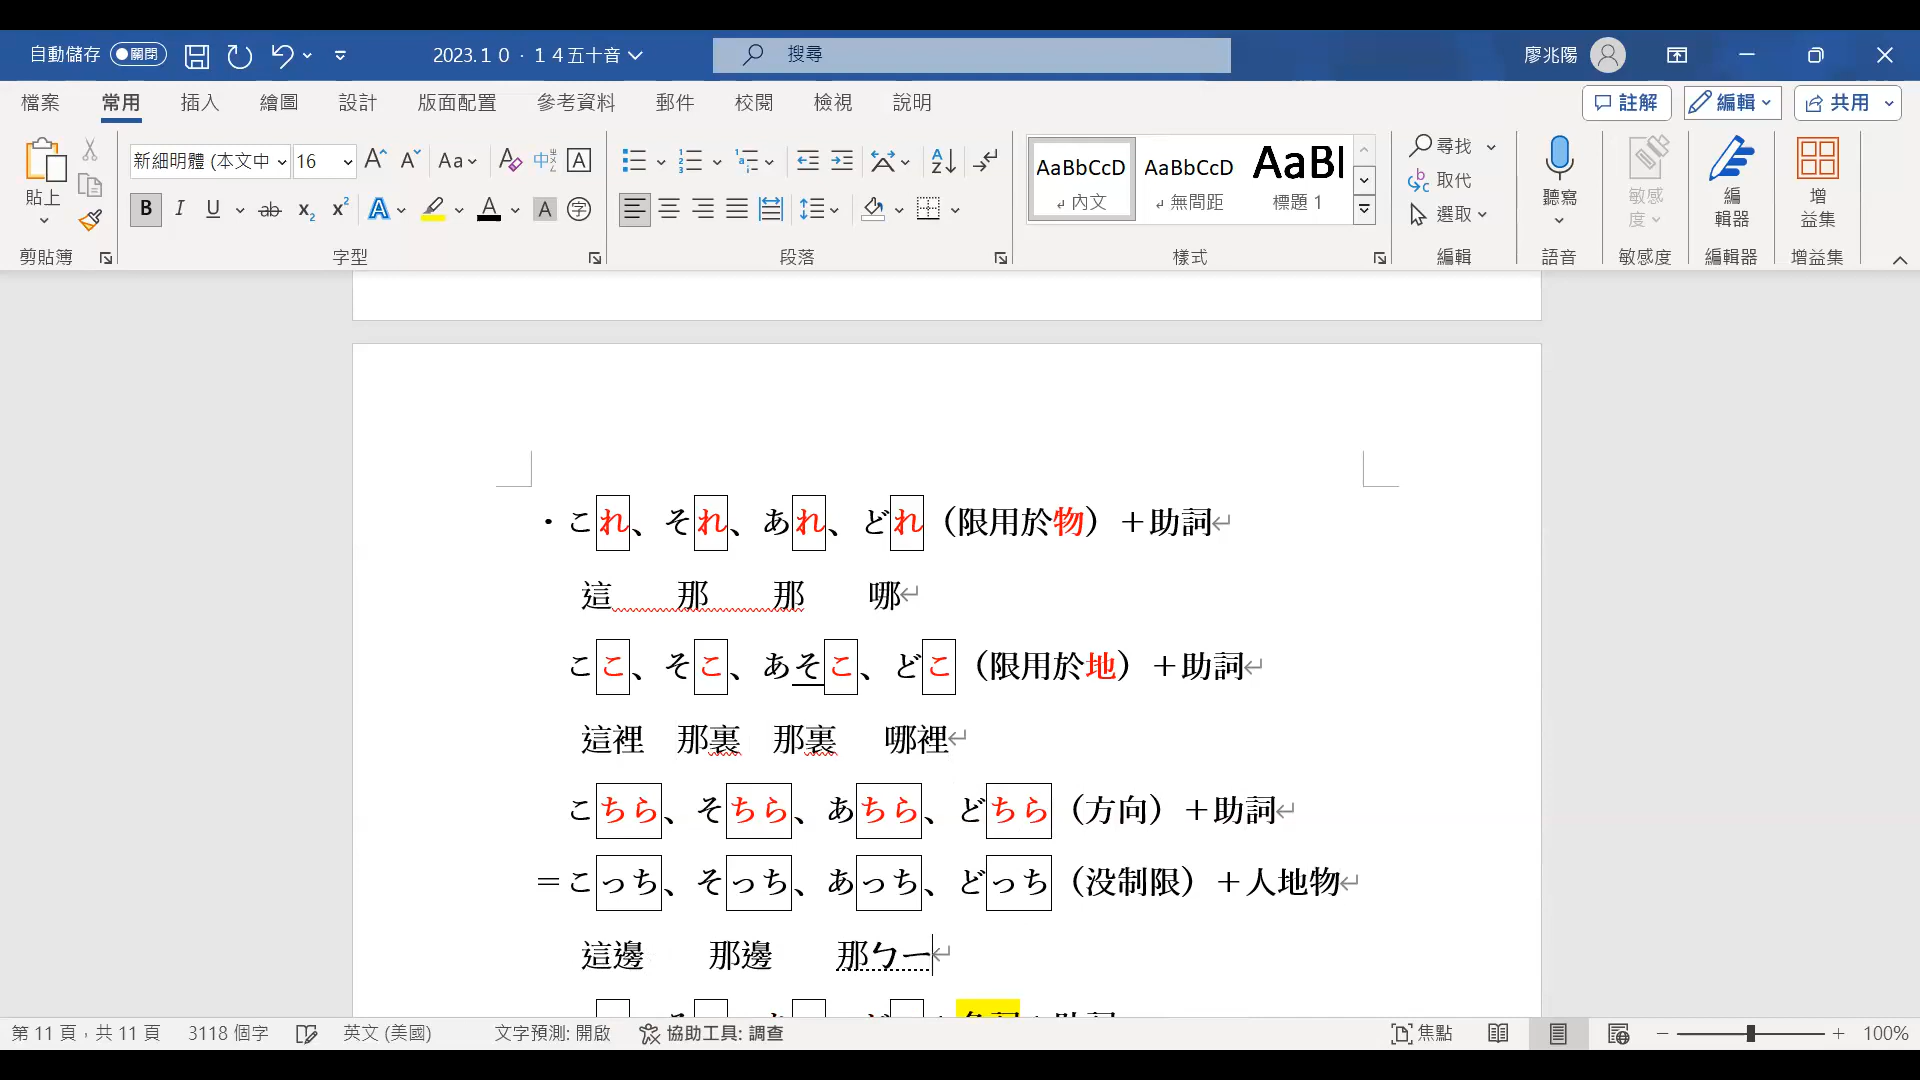 自動儲存 關閉 2023.1０‧１４五十音 搜尋 廖兆陽
檔案 常用 插入 繪圖 設計 版面配置 參考資料 郵件 校閱 檢視 說明 註解 編輯 共用
貼上 新細明體 (本文中 16 Aa 中 A AaBbCcD AaBbCcD AaBl 尋找 聽寫 敏感度 編輯器 增益集
B I U ab x₂ x² A A A 字 內文 無間距 標題 1 取代
選取
剪貼簿 字型 段落 樣式 編輯 語音 敏感度 編輯器 增益集
・これ、それ、あれ、どれ（限用於物）＋助詞
這 那 那 哪
ここ、そこ、あそこ、どこ（限用於地）＋助詞
這裡 那裏 那裏 哪裡
こちら、そちら、あちら、どちら（方向）＋助詞
＝こっち、そっち、あっち、どっち（没制限）＋人地物
這邊 那邊 那ㄅㄧ
第 11 頁，共 11 頁 3118 個字 英文 (美國) 文字預測: 開啟 協助工具: 調查 焦點 100%